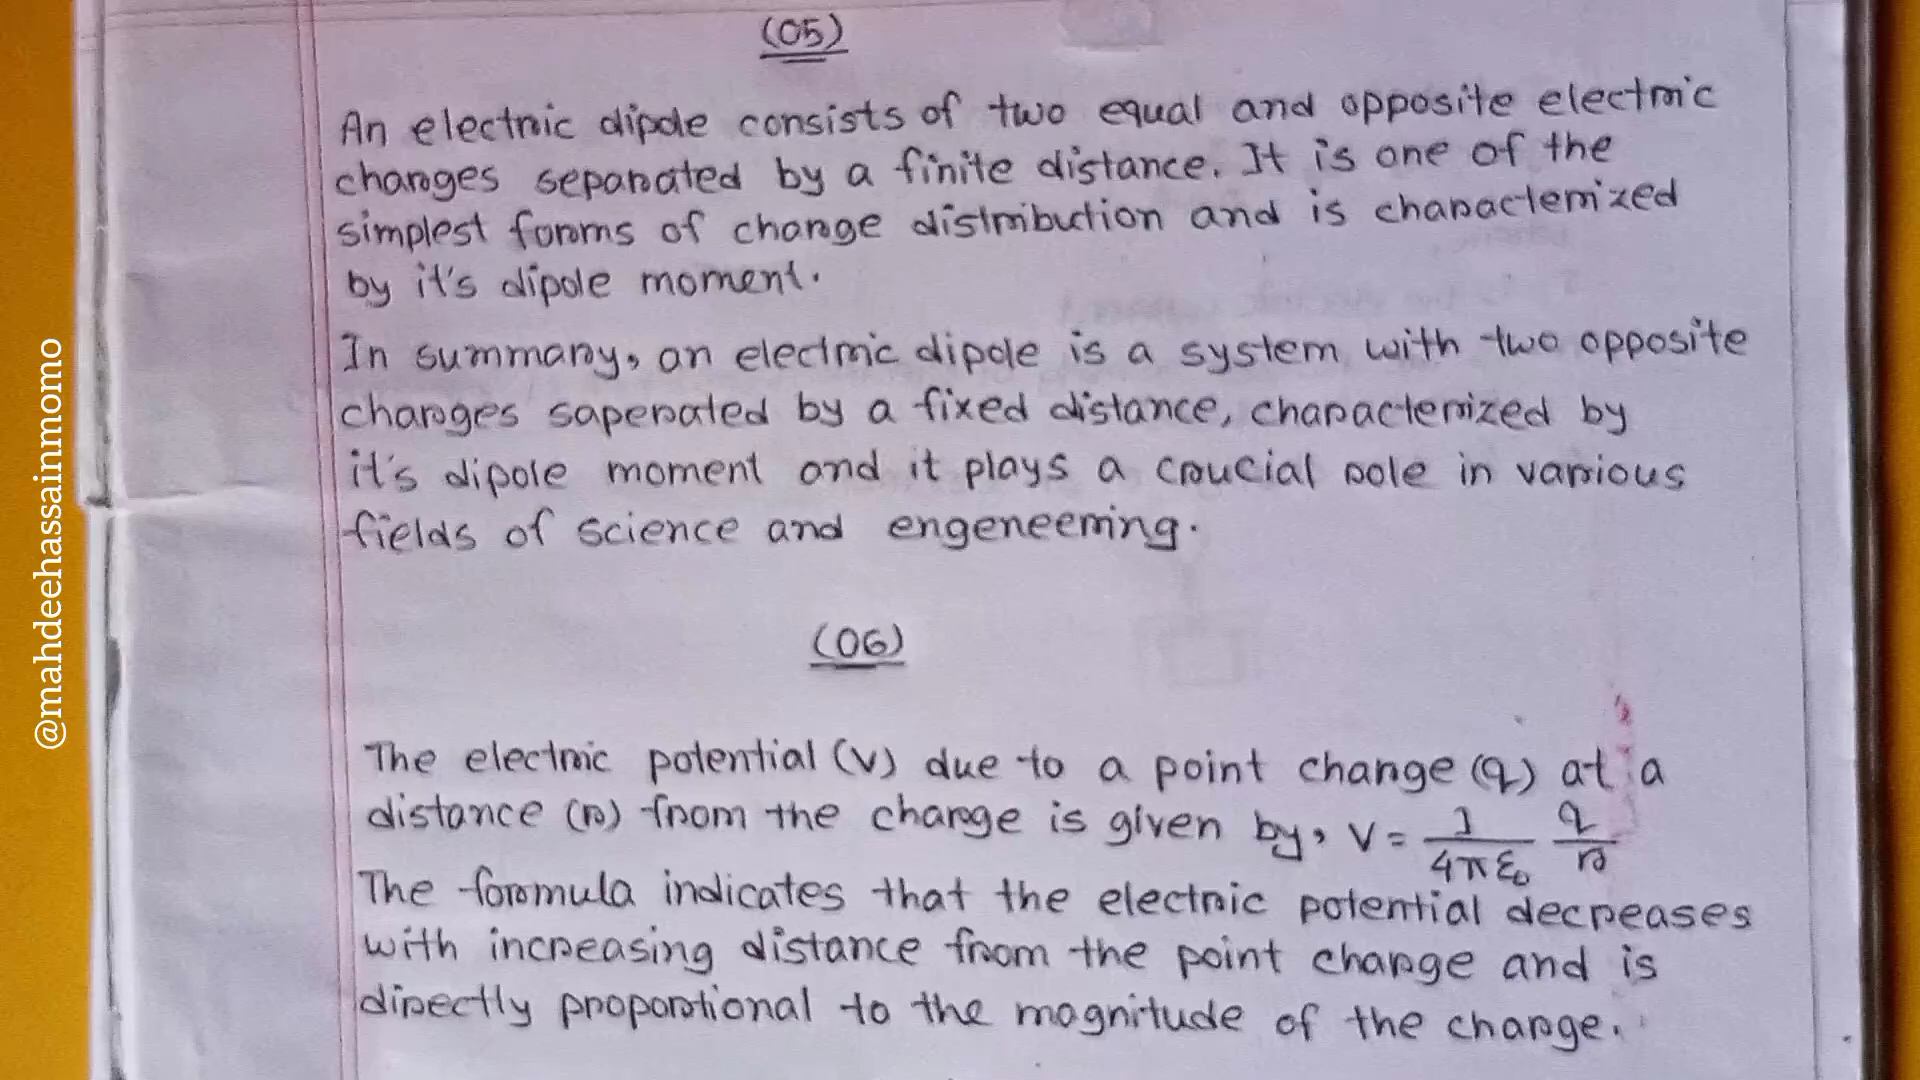 (05)
An electric dipole consists of two equal and opposite electric
charges separated by a finite distance. It is one of the
simplest forms of charge distribution and is characterized
by it's dipole moment.
In summary, an electric dipole is a system with two opposite
charges saperated by a fixed distance, characterized by
it's dipole moment and it plays a crucial role in various
fields of science and engeneering.
(06)
The electric potential (V) due to a point charge (q) at a
distance (r) from the charge is given by, V = 1/4πε₀ q/r
The formula indicates that the electric potential decreases
with increasing distance from the point charge and is
directly proportional to the magnitude of the charge.
@mahdeehassainmomo